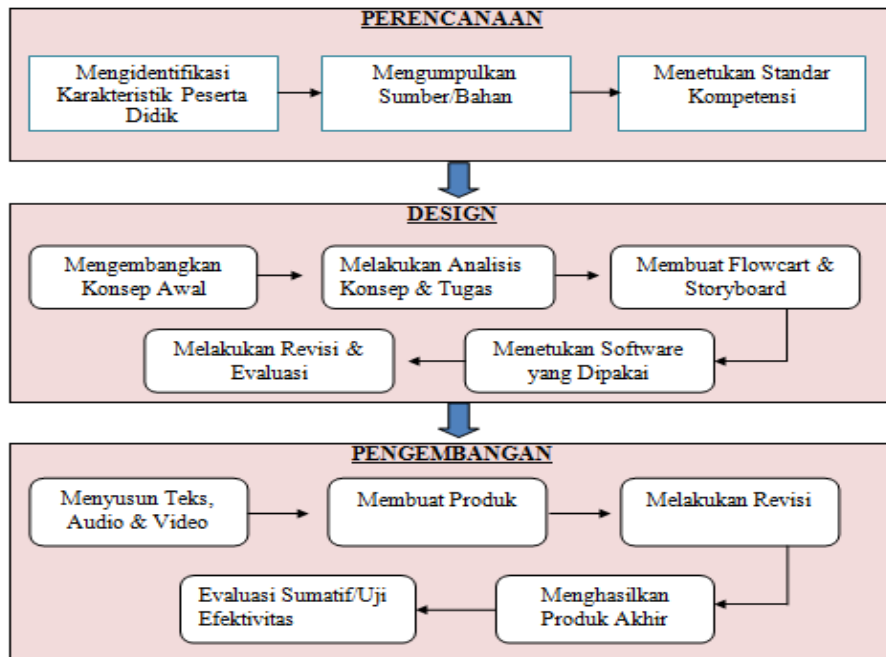 PERENCANAAN
Mengidentifikasi
Karakteristik Peserta
Didik
Mengumpulkan
Sumber/Bahan
Menetukan Standar
Kompetensi
DESIGN
Mengembangkan
Konsep Awal
Melakukan Analisis
Konsep & Tugas
Membuat Flowcart &
Storyboard
Menetukan Software
yang Dipakai
Melakukan Revisi &
Evaluasi
PENGEMBANGAN
Menyusun Teks,
Audio & Video
Membuat Produk
Melakukan Revisi
Menghasilkan
Produk Akhir
Evaluasi Sumatif/Uji
Efektivitas